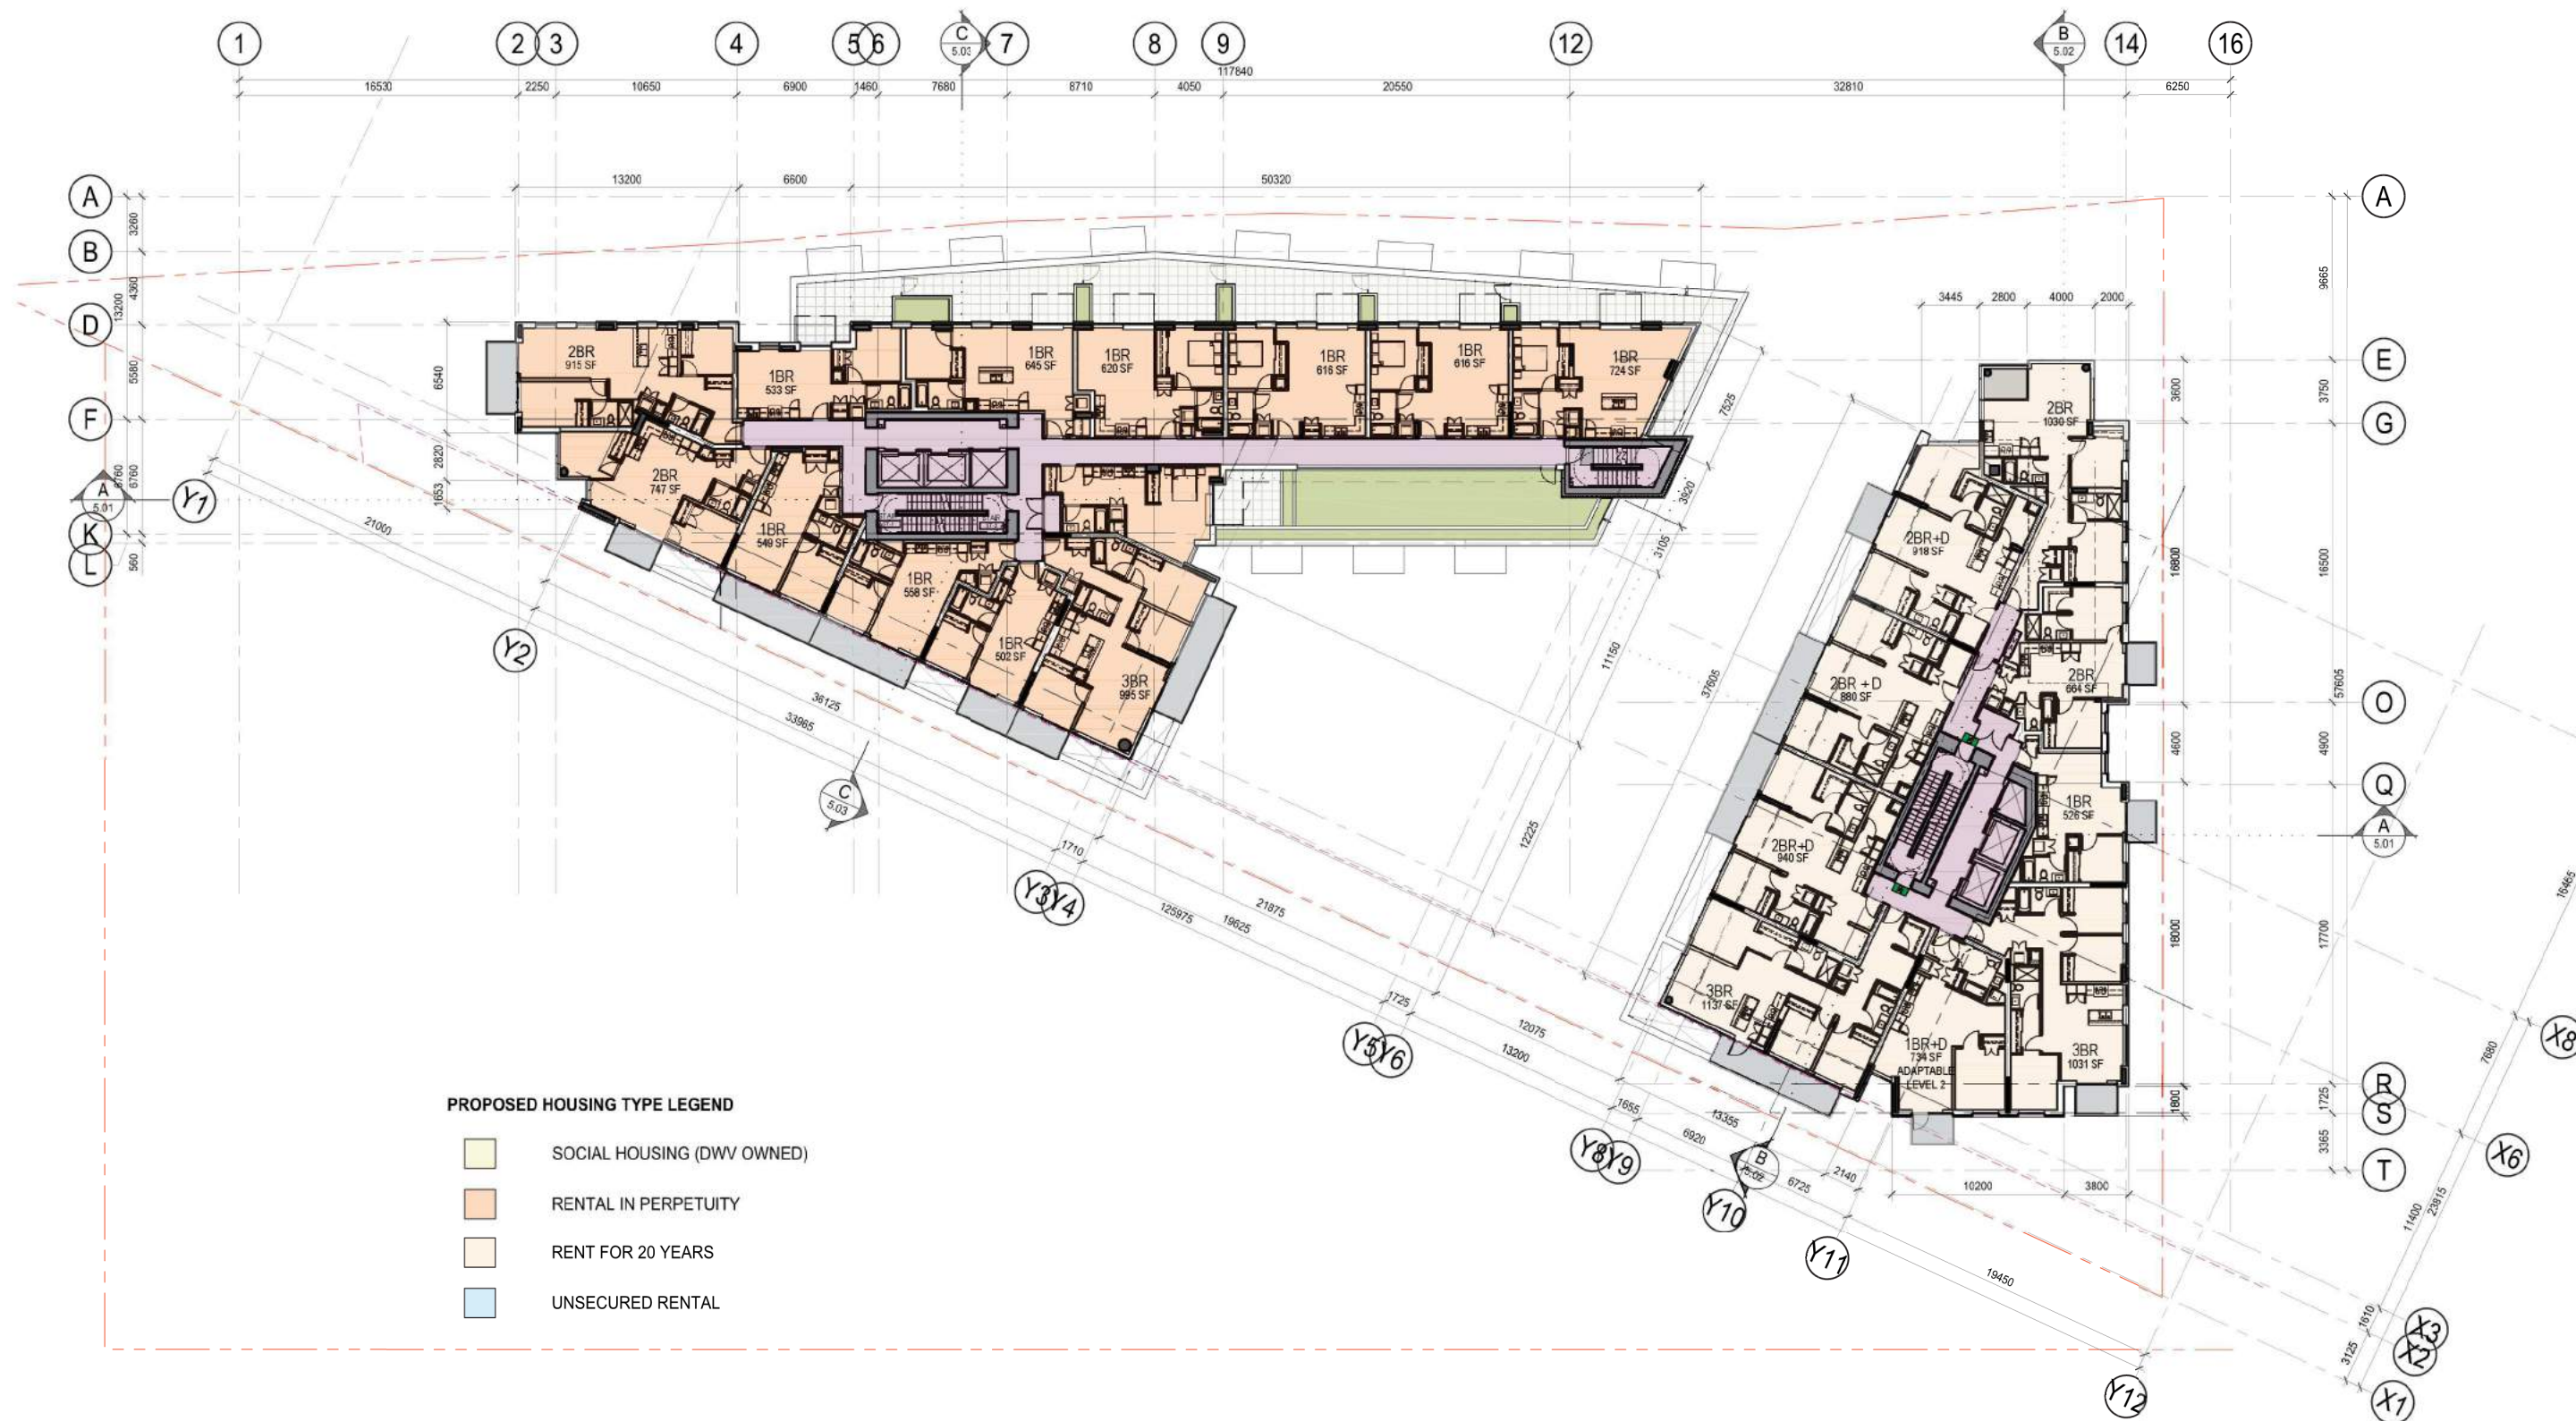 1 2 3 4 5 6 C 5.03 7 8 9 12 B 5.02 14 16
117840
16530 2250 10650 6900 1460 7680 8710 4050 20550 32810 6250
13200 6600 50320
A A
3260
B
4360 13200 9665
D
3445 2800 4000 2000
E
5580 6540
3600 3750
F G
2BR
915 SF
1BR
533 SF
1BR
645 SF
1BR
620 SF
1BR
616 SF
1BR
616 SF
1BR
724 SF
7525
2BR
1030 SF
2820
6760 6760
1653
A
5.01
Y1
K
L
560
2BR
747 SF
1BR
549 SF
1BR
558 SF
1BR
502 SF
3BR
995 SF
3920
3105
2BR+D
918 SF
16800 16500
21000
Y2
11150
37605
2BR +D
880 SF
2BR
664 SF
57605
O
36125
33965
4600 4900
C
5.03
Q
1BR
526 SF
A
5.01
12225
2BR+D
940 SF
1710
Y3 Y4
21875
125975 19625
16465
18000 17700
3BR
1137 SF
1BR+D
734 SF
ADAPTABLE
LEVEL 2
3BR
1031 SF
1725
Y5 Y6
12075
13200
X8
7680
R
1725
S
1800
1655
13355
6920
3365
X6
Y8 Y9
B
5.02
2140
T
6725
10200 3800
Y10
11400 23815
Y11
19450
1610
X3
X2
3125
X1
Y12
PROPOSED HOUSING TYPE LEGEND
SOCIAL HOUSING (DWV OWNED)
RENTAL IN PERPETUITY
RENT FOR 20 YEARS
UNSECURED RENTAL